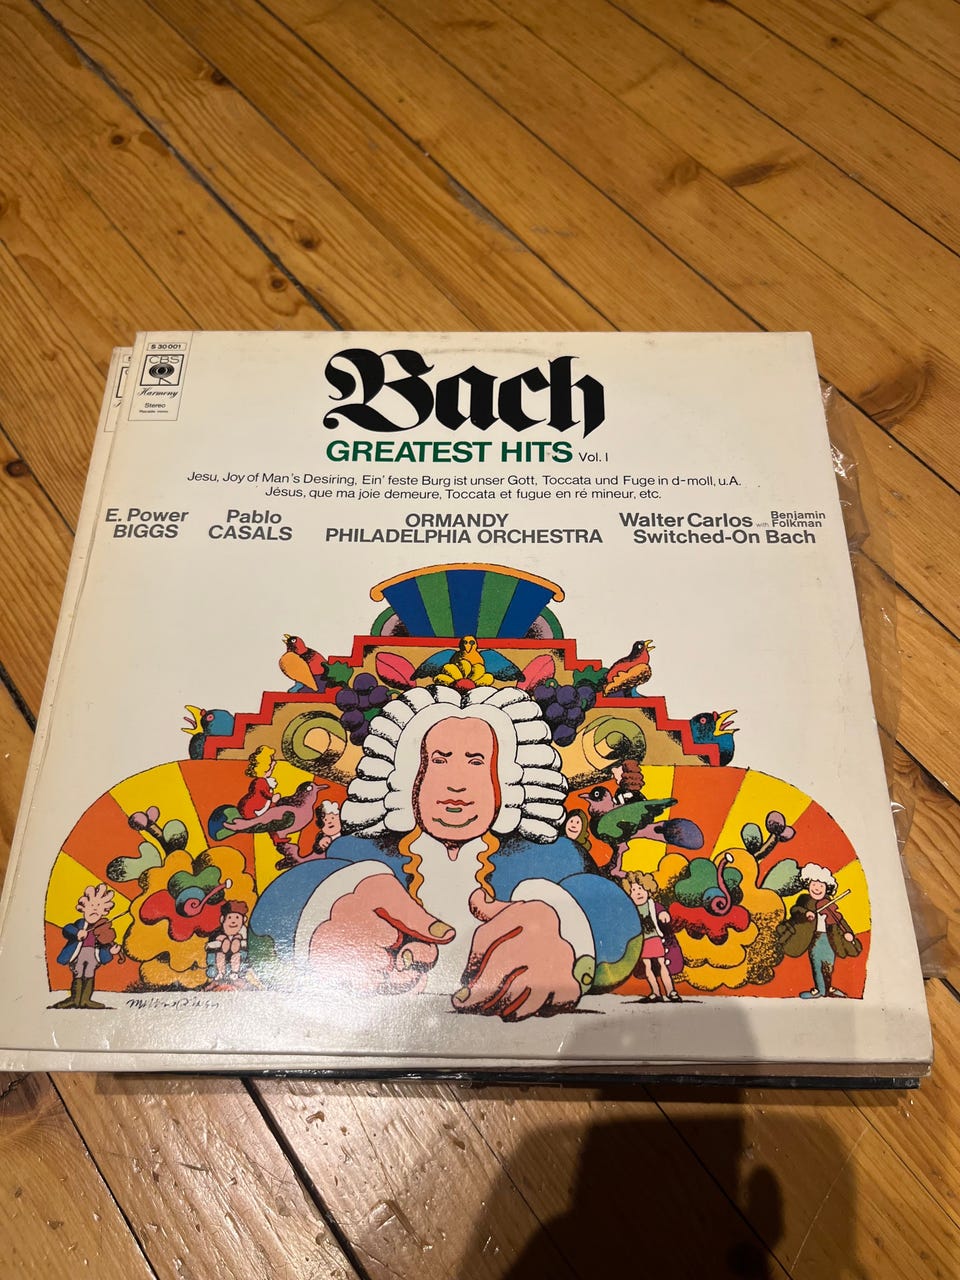 S 30 001
CBS
Harmony
Stereo
Bach
GREATEST HITS Vol. I
Jesu, Joy of Man's Desiring, Ein' feste Burg ist unser Gott, Toccata und Fuge in d-moll, u.A.
Jésus, que ma joie demeure, Toccata et fugue en ré mineur, etc.
E. Power
BIGGS
Pablo
CASALS
ORMANDY
PHILADELPHIA ORCHESTRA
Walter Carlos with Benjamin Folkman
Switched-On Bach